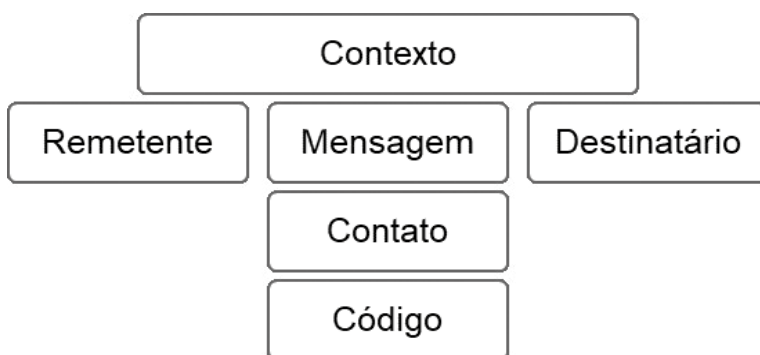 Contexto
Remetente Mensagem Destinatário
Contato
Código